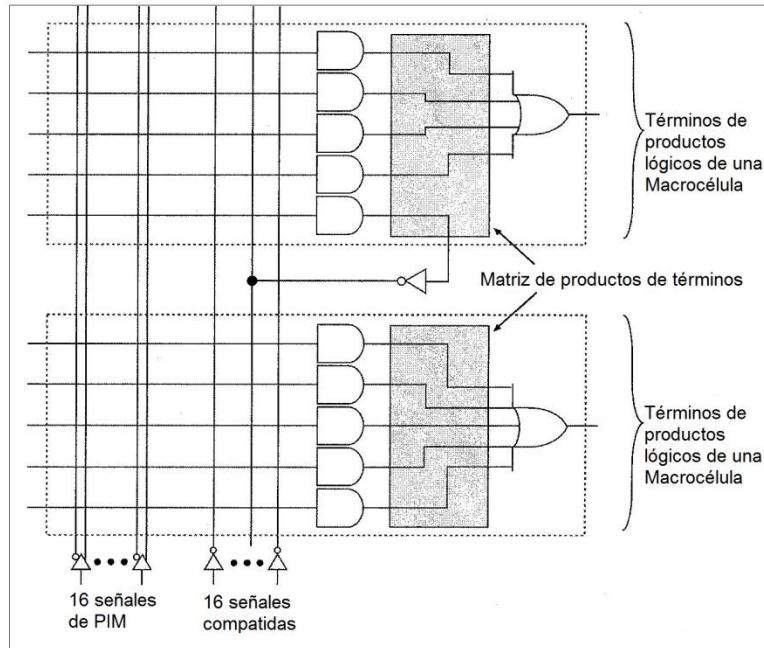 Términos de
productos
lógicos de una
Macrocélula
Matriz de productos de términos
Términos de
productos
lógicos de una
Macrocélula
16 señales
de PIM
16 señales
compatidas